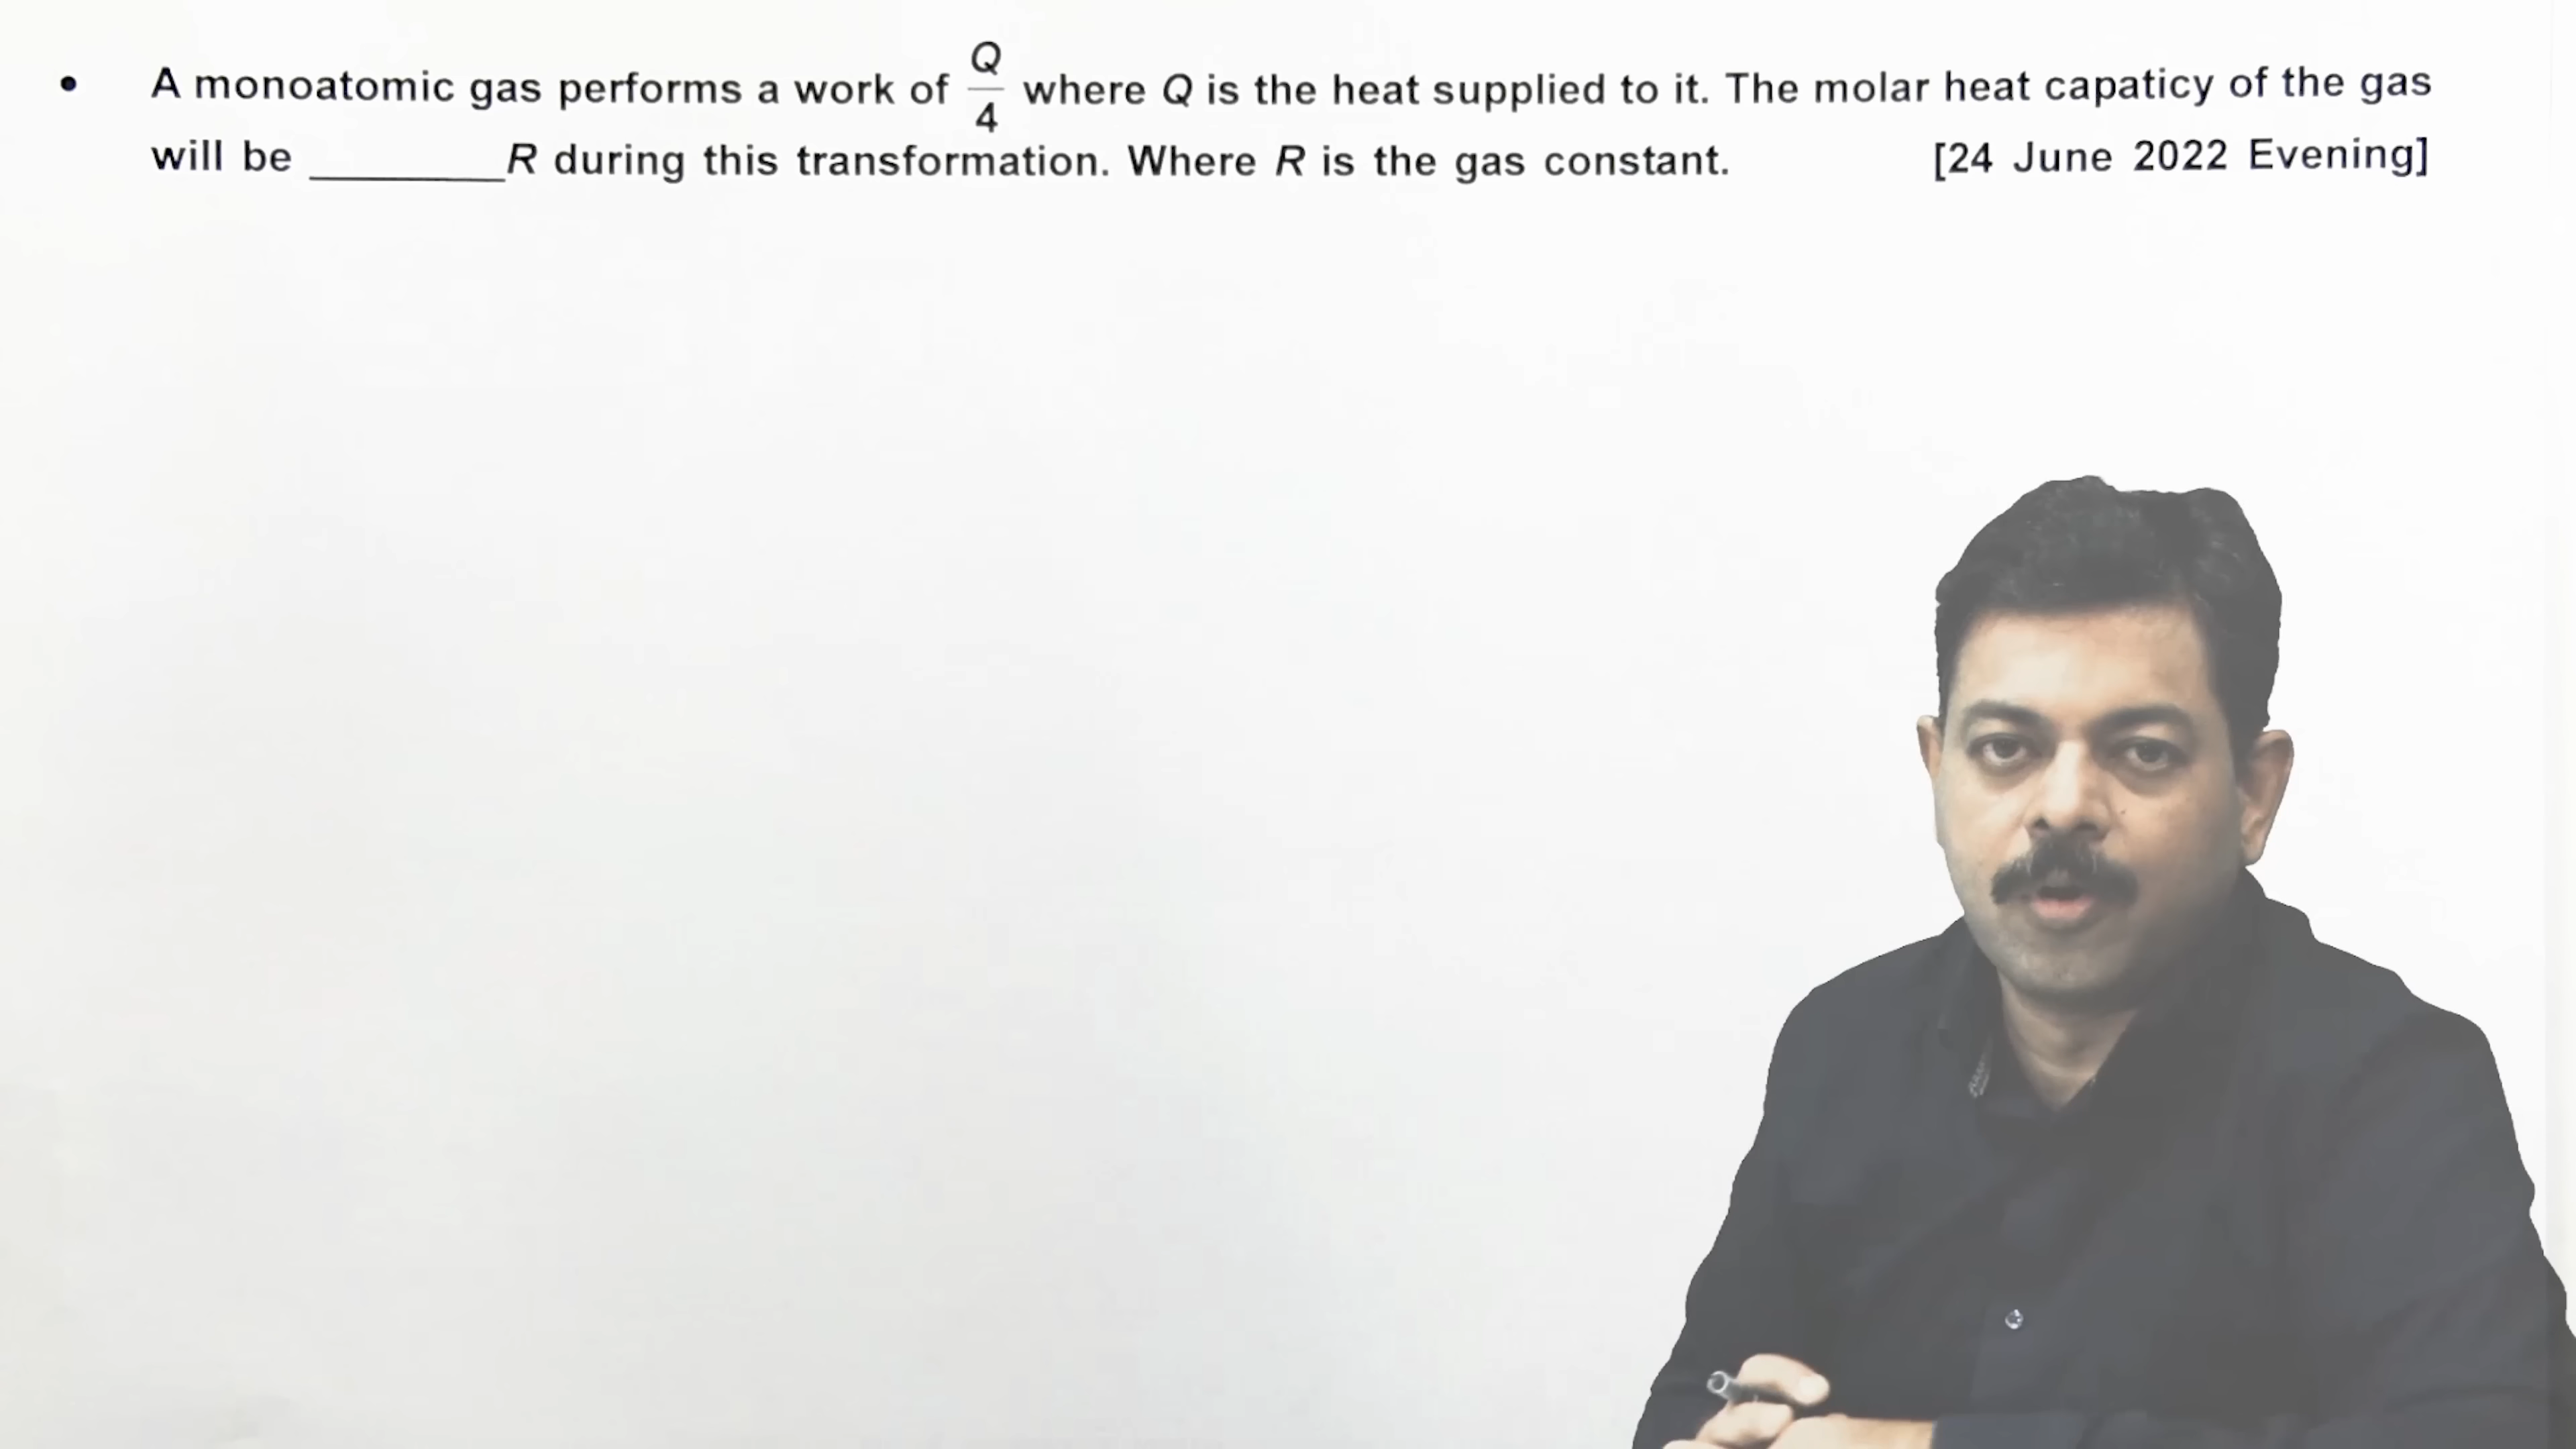 • A monoatomic gas performs a work of Q/4 where Q is the heat supplied to it. The molar heat capaticy of the gas
will be ________R during this transformation. Where R is the gas constant. [24 June 2022 Evening]